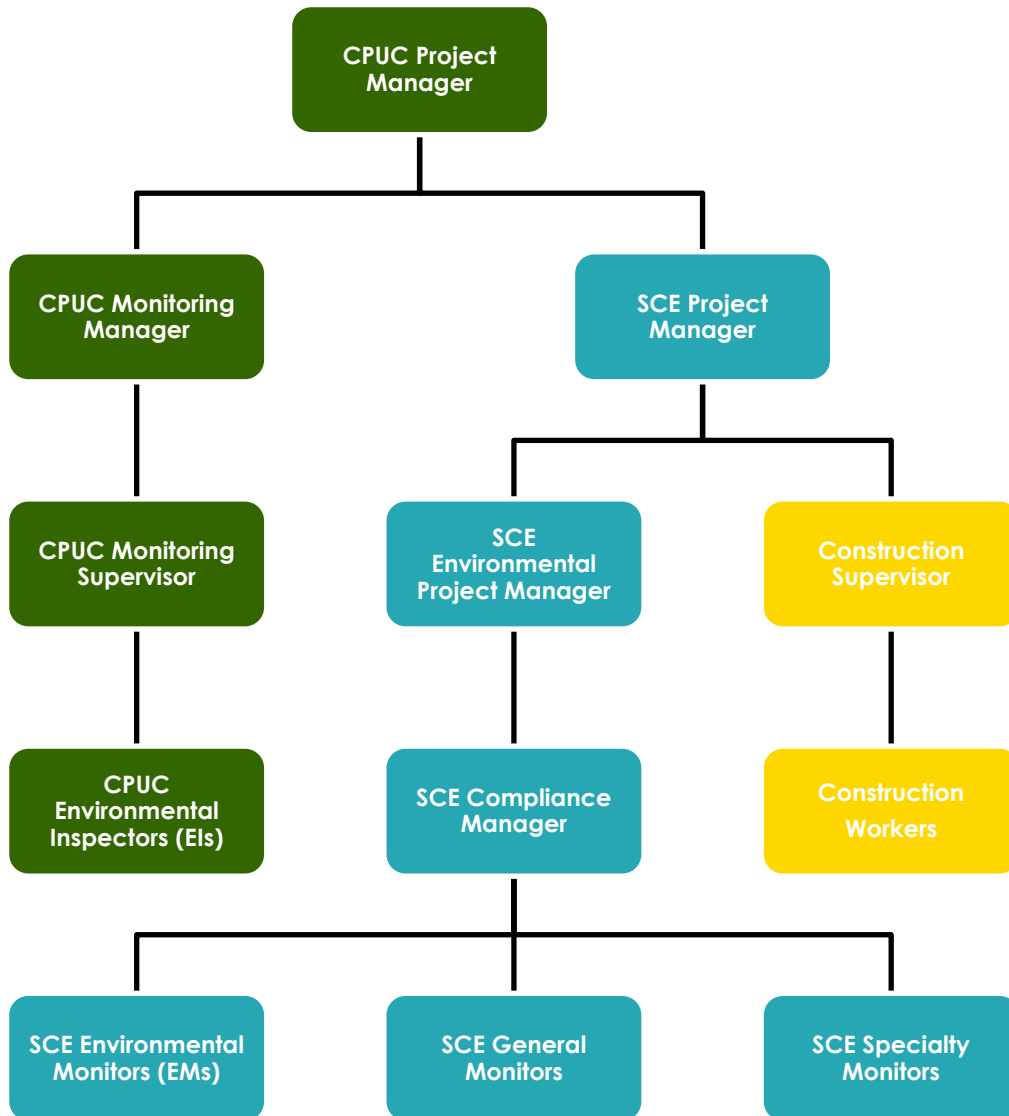 CPUC Project
Manager
CPUC Monitoring
Manager
SCE Project
Manager
CPUC Monitoring
Supervisor
SCE
Environmental
Project Manager
Construction
Supervisor
CPUC
Environmental
Inspectors (EIs)
SCE Compliance
Manager
Construction
Workers
SCE Environmental
Monitors (EMs)
SCE General
Monitors
SCE Specialty
Monitors